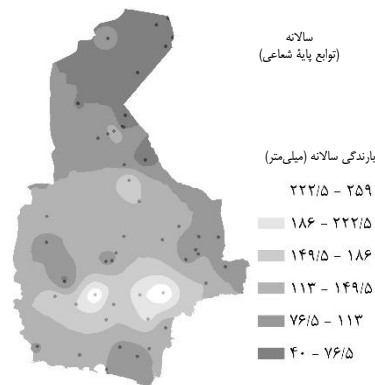 سالانه
(توابع پایهٔ شعاعی)
بارندگی سالانه (میلی‌متر)
۲۲۲/۵ - ۲۵۹
۱۸۶ - ۲۲۲/۵
۱۴۹/۵ - ۱۸۶
۱۱۳ - ۱۴۹/۵
۷۶/۵ - ۱۱۳
۴۰ - ۷۶/۵